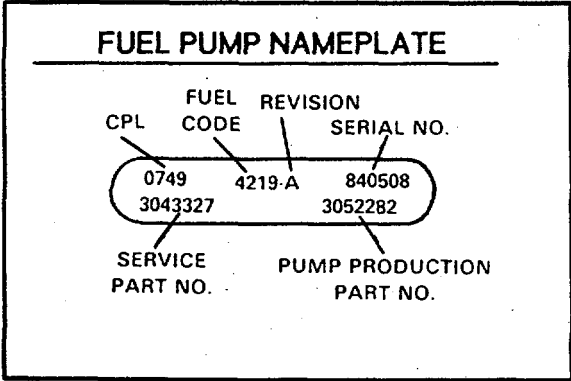 FUEL PUMP NAMEPLATE
FUEL REVISION
CPL CODE SERIAL NO.
0749 4219-A 840508
3043327 3052282
SERVICE PUMP PRODUCTION
PART NO. PART NO.